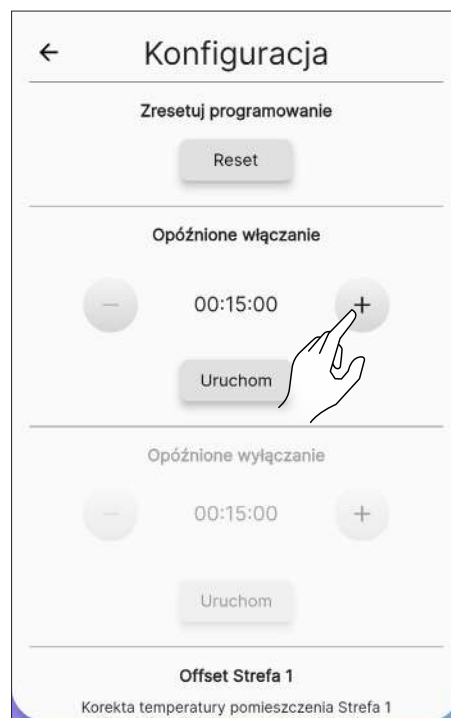 ← Konfiguracja
Zresetuj programowanie
Reset
Opóźnione włączanie
− 00:15:00 +
Uruchom
Opóźnione wyłączanie
− 00:15:00 +
Uruchom
Offset Strefa 1
Korekta temperatury pomieszczenia Strefa 1